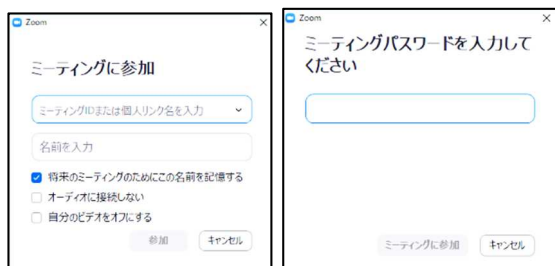 Zoom
ミーティングに参加
ミーティングIDまたは個人リンク名を入力
名前を入力
将来のミーティングのためにこの名前を記憶する
オーディオに接続しない
自分のビデオをオフにする
参加
キャンセル
Zoom
ミーティングパスワードを入力して
ください
ミーティングに参加
キャンセル